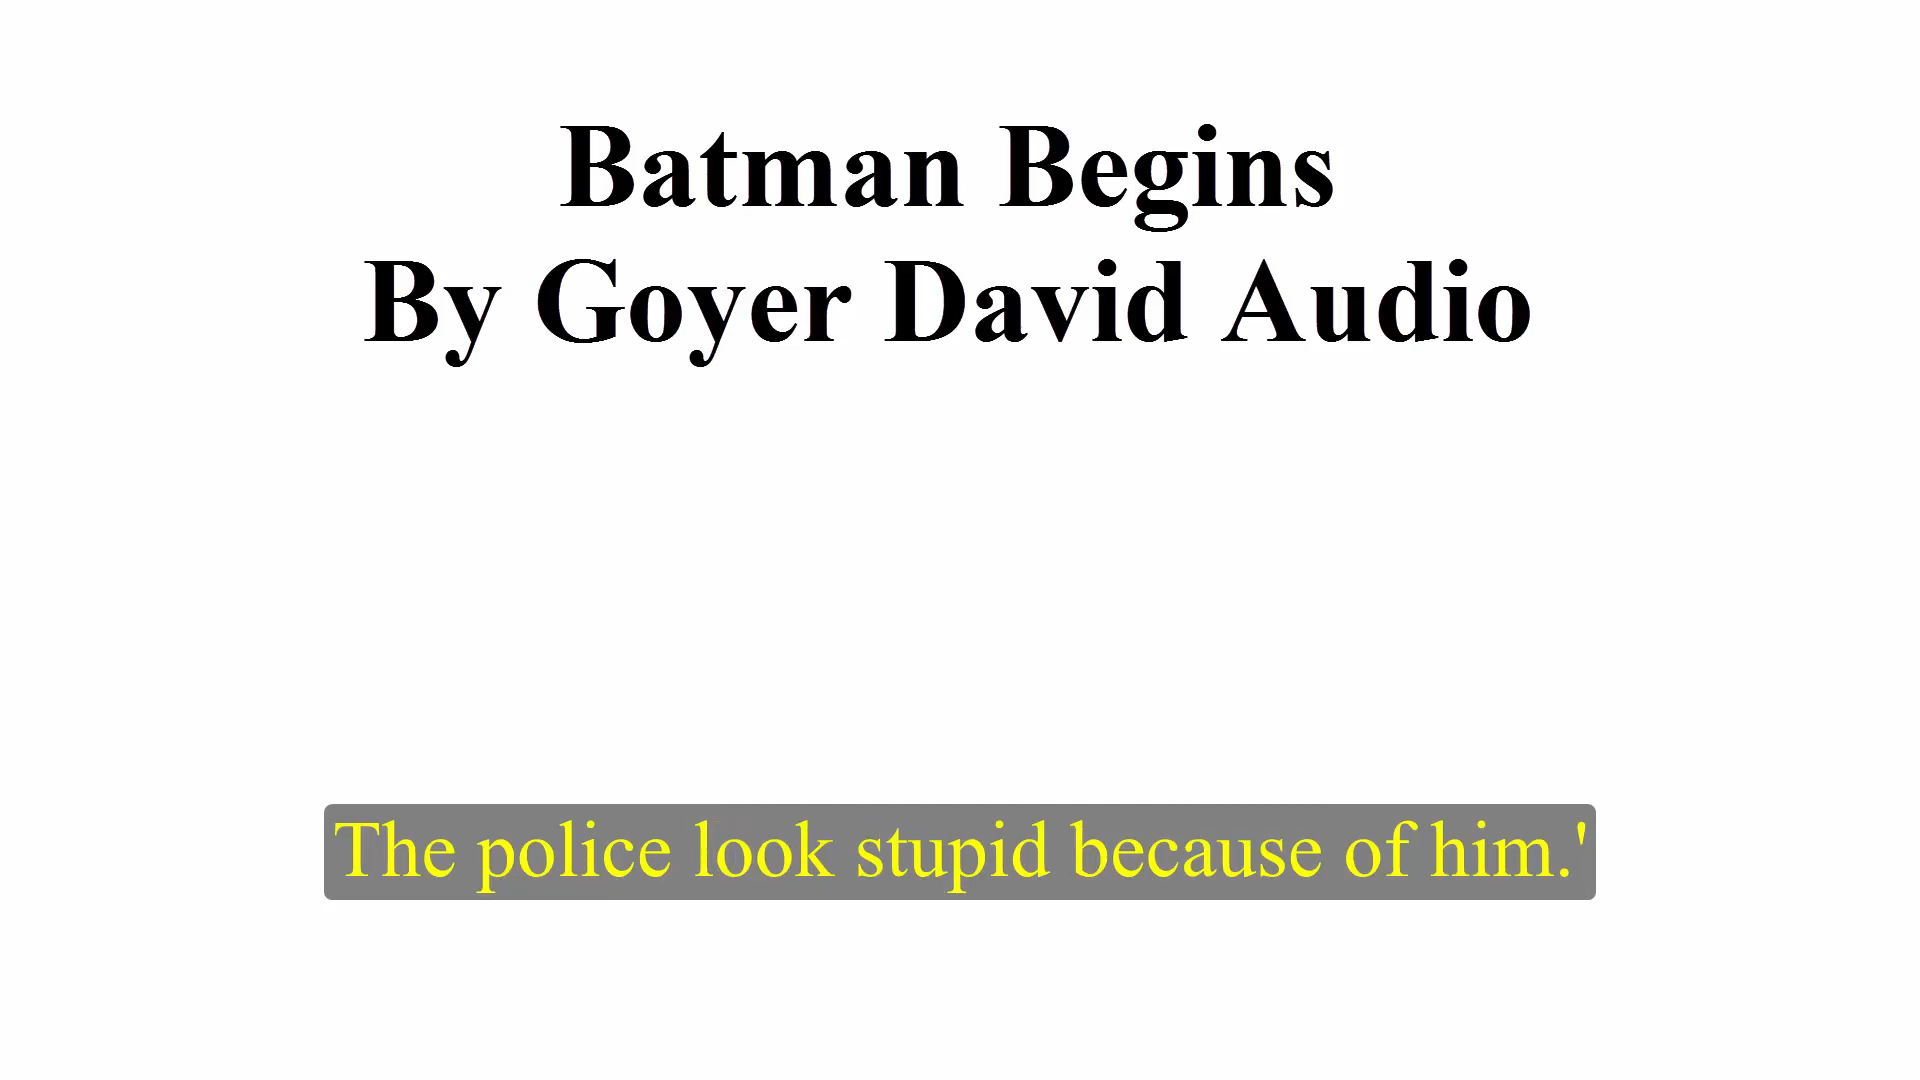 Batman Begins
By Goyer David Audio
The police look stupid because of him.'